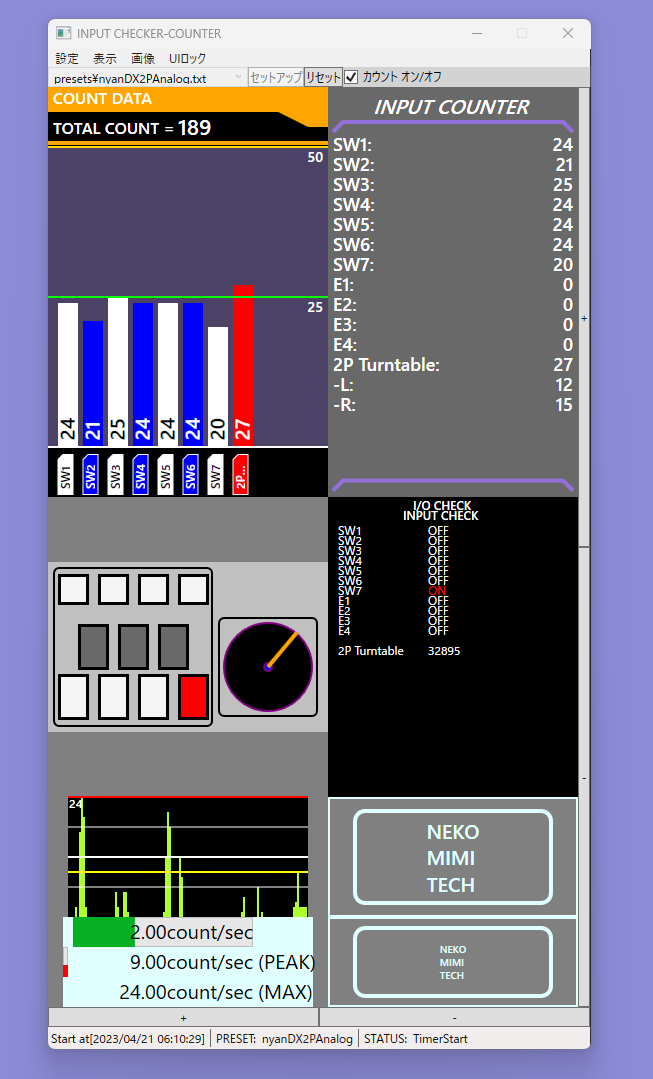 INPUT CHECKER-COUNTER
設定 表示 画像 UIロック
presets¥nyanDX2PAnalog.txt セットアップ リセット カウント オン/オフ
COUNT DATA
TOTAL COUNT = 189
50
25
24 21 25 24 24 24 20 27
SW1 SW2 SW3 SW4 SW5 SW6 SW7 2P...
INPUT COUNTER
SW1: 24
SW2: 21
SW3: 25
SW4: 24
SW5: 24
SW6: 24
SW7: 20
E1: 0
E2: 0
E3: 0
E4: 0
2P Turntable: 27
-L: 12
-R: 15
+
I/O CHECK
INPUT CHECK
SW1 OFF
SW2 OFF
SW3 OFF
SW4 OFF
SW5 OFF
SW6 OFF
SW7 ON
E1 OFF
E2 OFF
E3 OFF
E4 OFF
2P Turntable 32895
-
24
2.00count/sec
9.00count/sec (PEAK)
24.00count/sec (MAX)
NEKO
MIMI
TECH
NEKO
MIMI
TECH
+ -
Start at[2023/04/21 06:10:29] PRESET: nyanDX2PAnalog STATUS: TimerStart